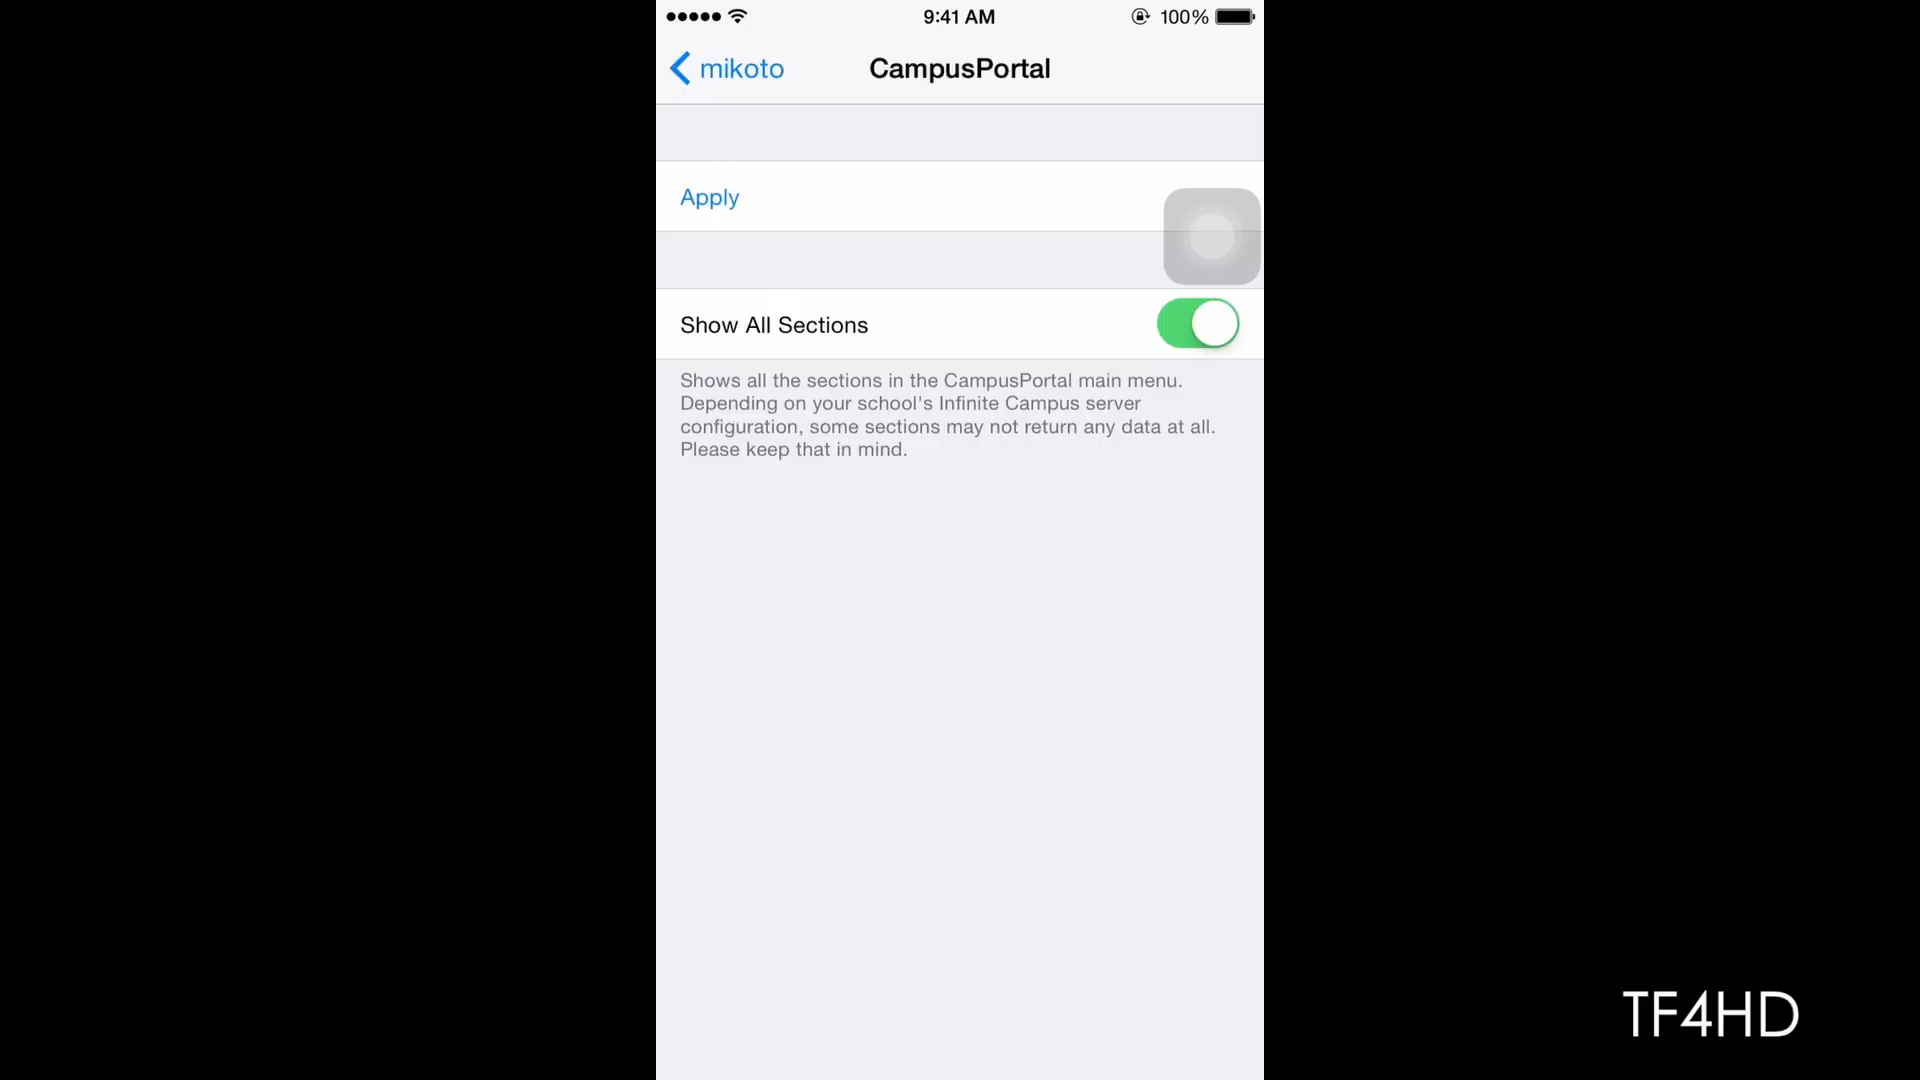 9:41 AM
100%
mikoto
CampusPortal
Apply
Show All Sections
Shows all the sections in the CampusPortal main menu.
Depending on your school's Infinite Campus server
configuration, some sections may not return any data at all.
Please keep that in mind.
TF4HD